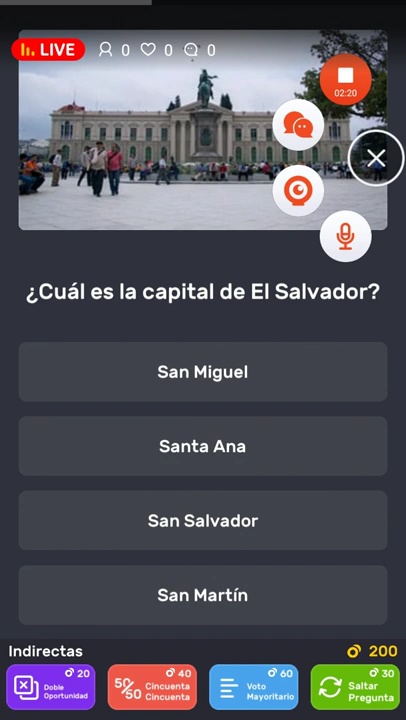 LIVE 0 0 0
02:20
¿Cuál es la capital de El Salvador?
San Miguel
Santa Ana
San Salvador
San Martín
Indirectas 200
20
Doble
Oportunidad
40
50/50
Cincuenta
Cincuenta
60
Voto
Mayoritario
30
Saltar
Pregunta